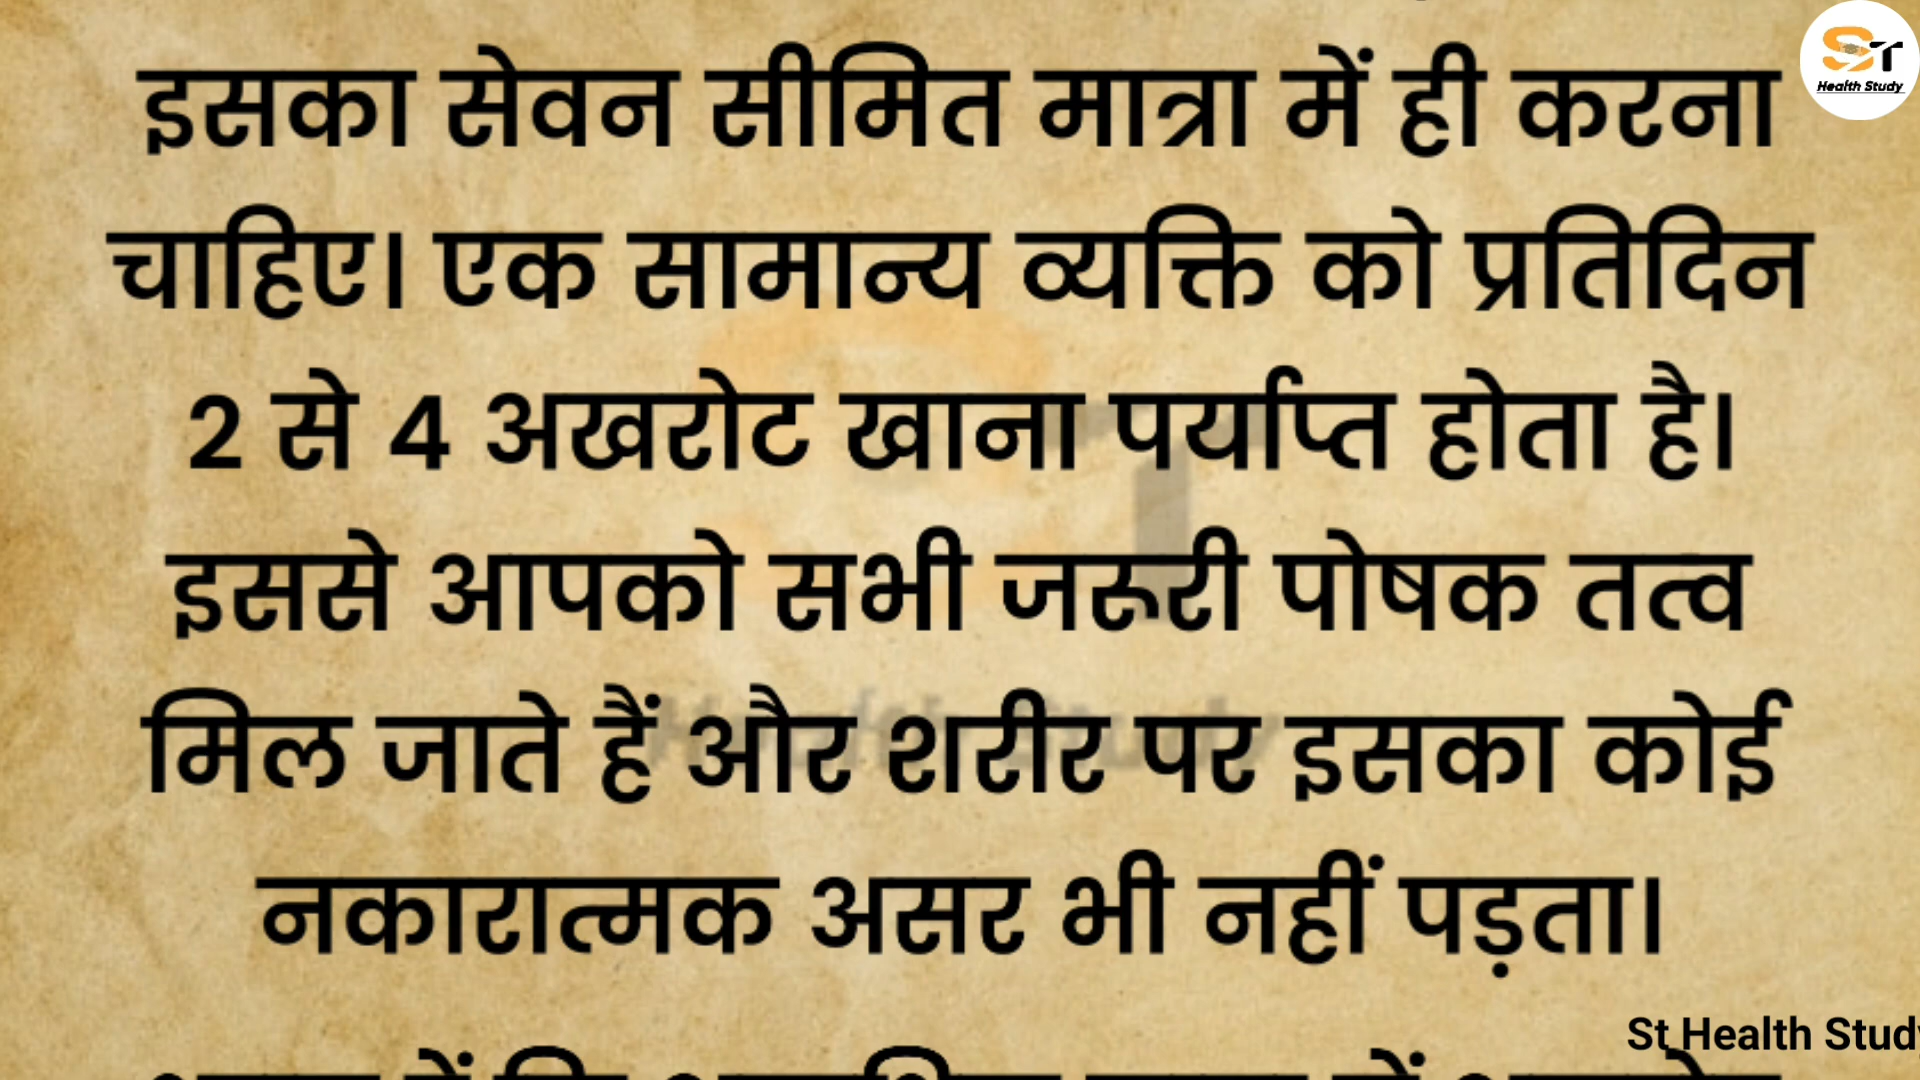 ST
Health Study
इसका सेवन सीमित मात्रा में ही करना
चाहिए। एक सामान्य व्यक्ति को प्रतिदिन
2 से 4 अखरोट खाना पर्याप्त होता है।
इससे आपको सभी जरूरी पोषक तत्व
मिल जाते हैं और शरीर पर इसका कोई
नकारात्मक असर भी नहीं पड़ता।
St Health Study